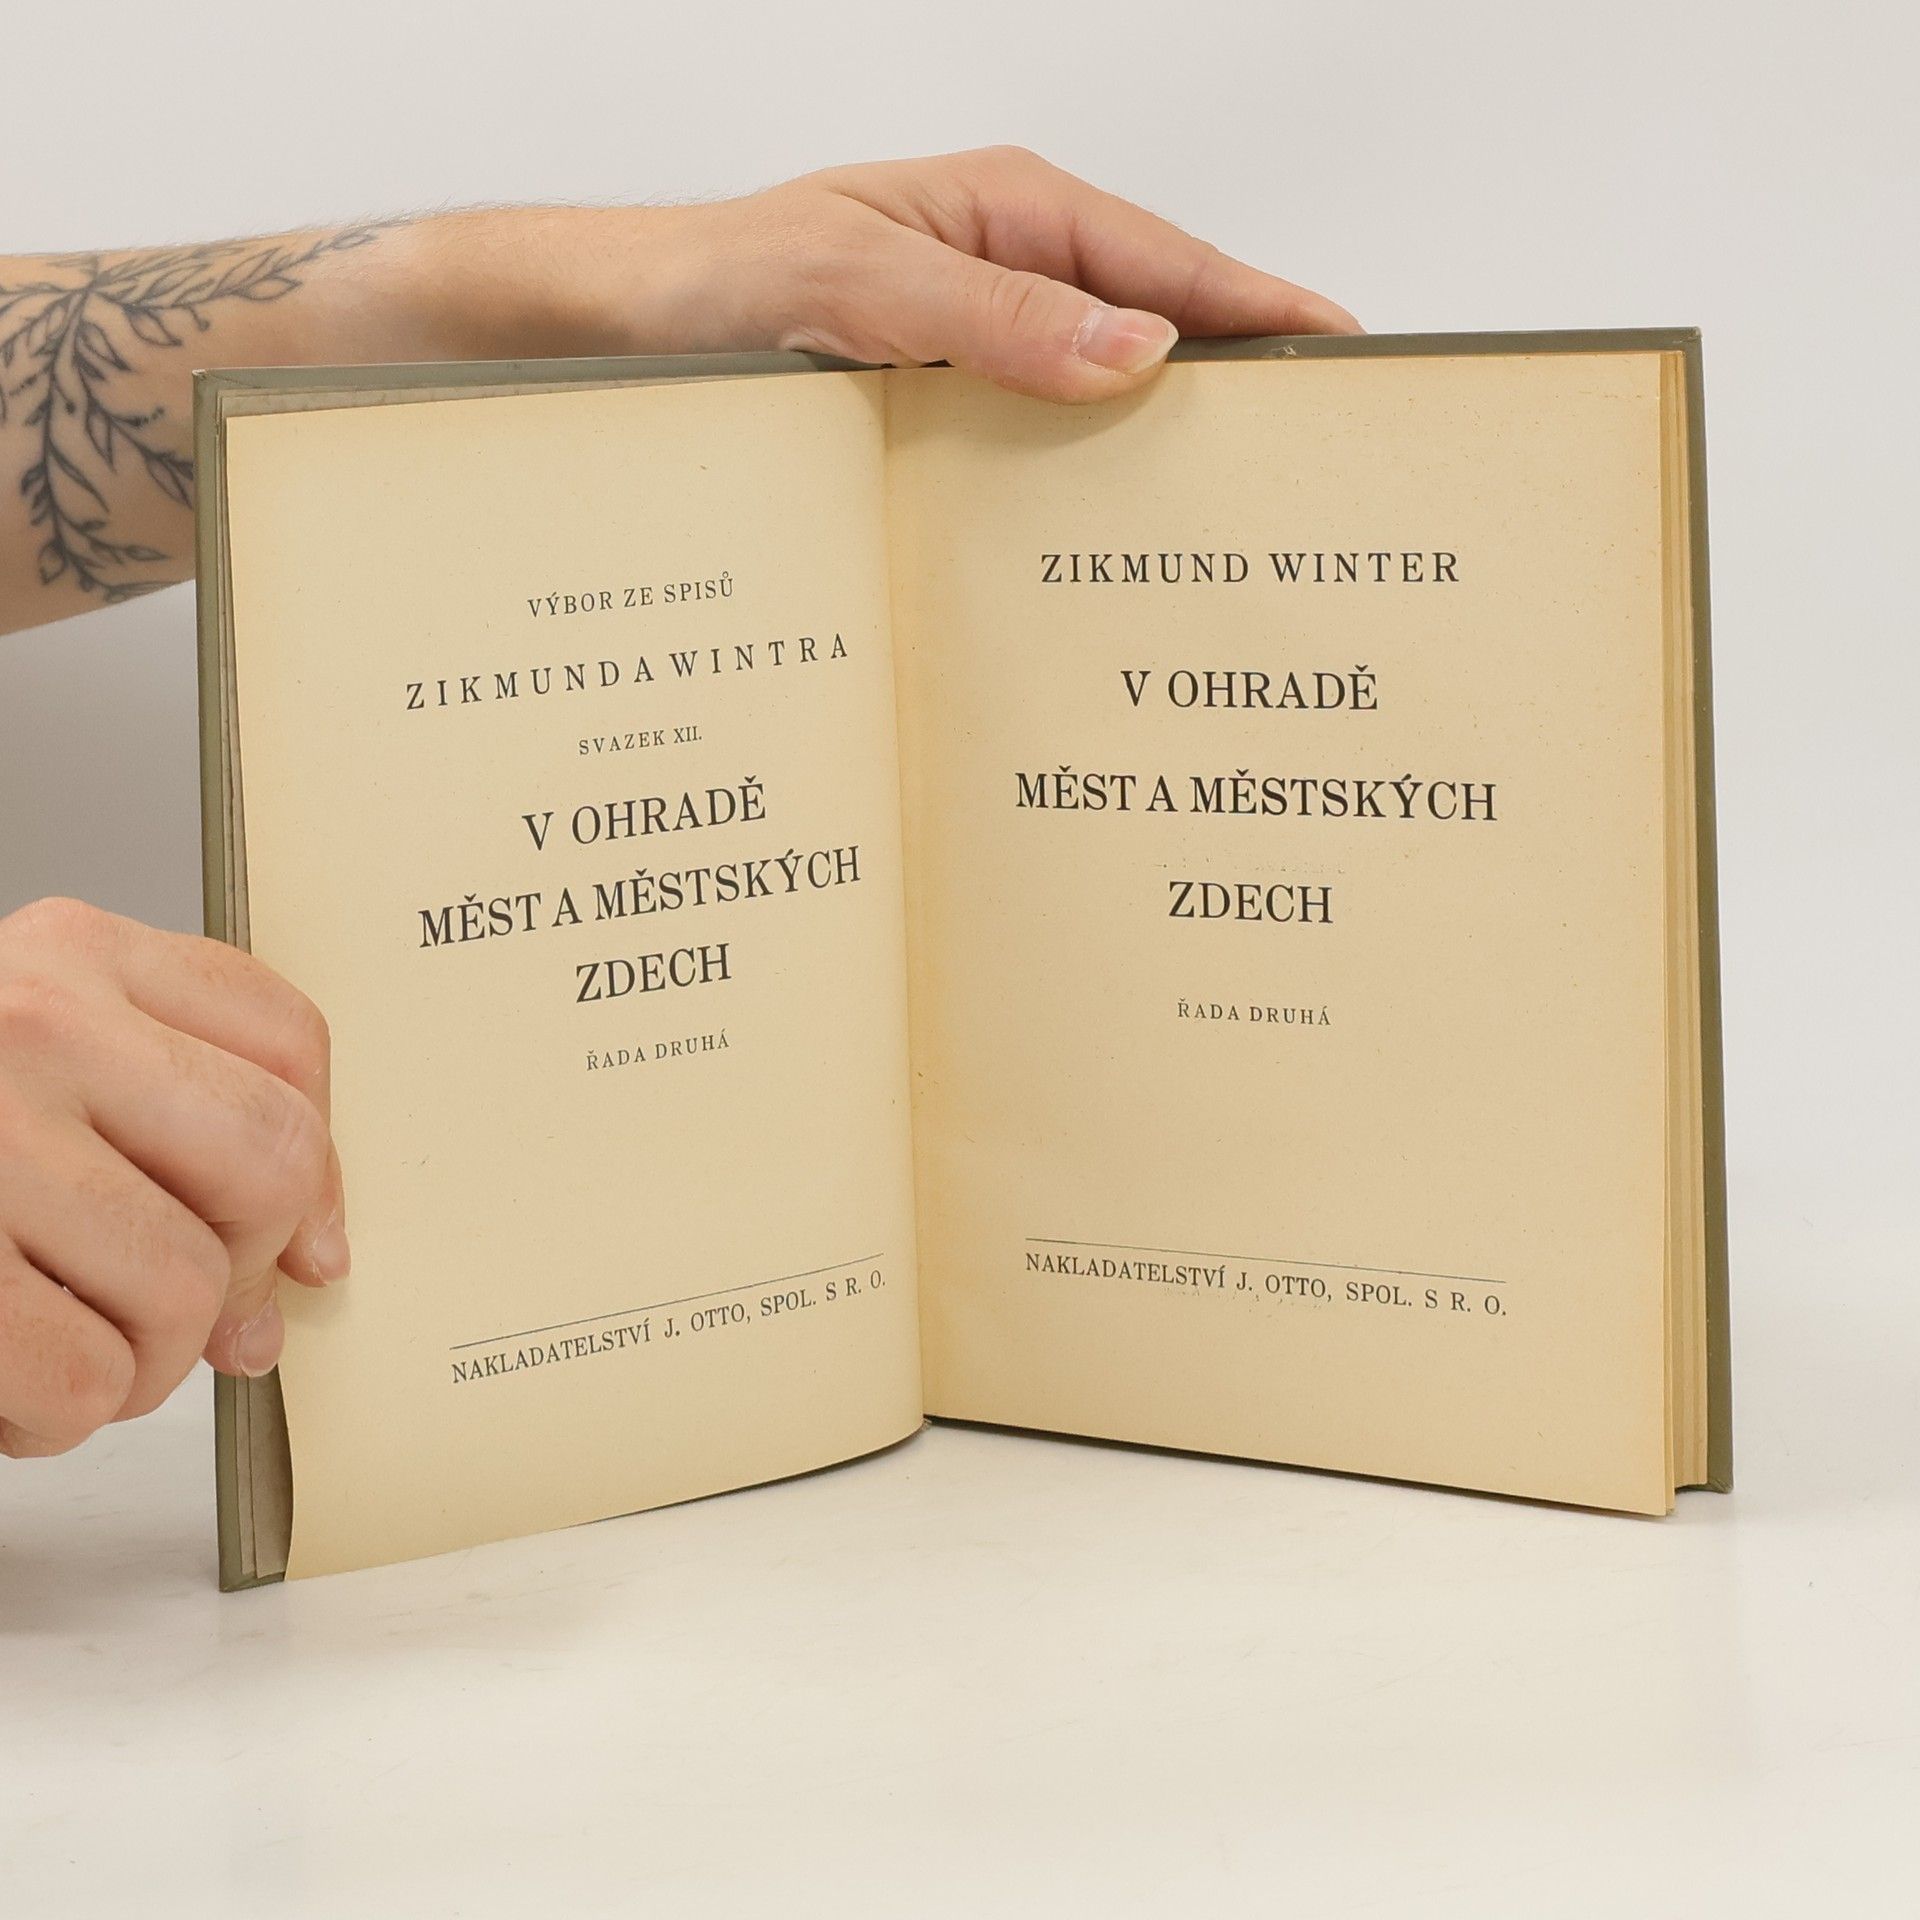 VÝBOR ZE SPISŮ
ZIKMUNDA WINTRA
SVAZEK XII.
V OHRADĚ
MĚST A MĚSTSKÝCH
ZDECH
ŘADA DRUHÁ
NAKLADATELSTVÍ J. OTTO, SPOL. S R. O.
ZIKMUND WINTER
V OHRADĚ
MĚST A MĚSTSKÝCH
ZDECH
ŘADA DRUHÁ
NAKLADATELSTVÍ J. OTTO, SPOL. S R. O.